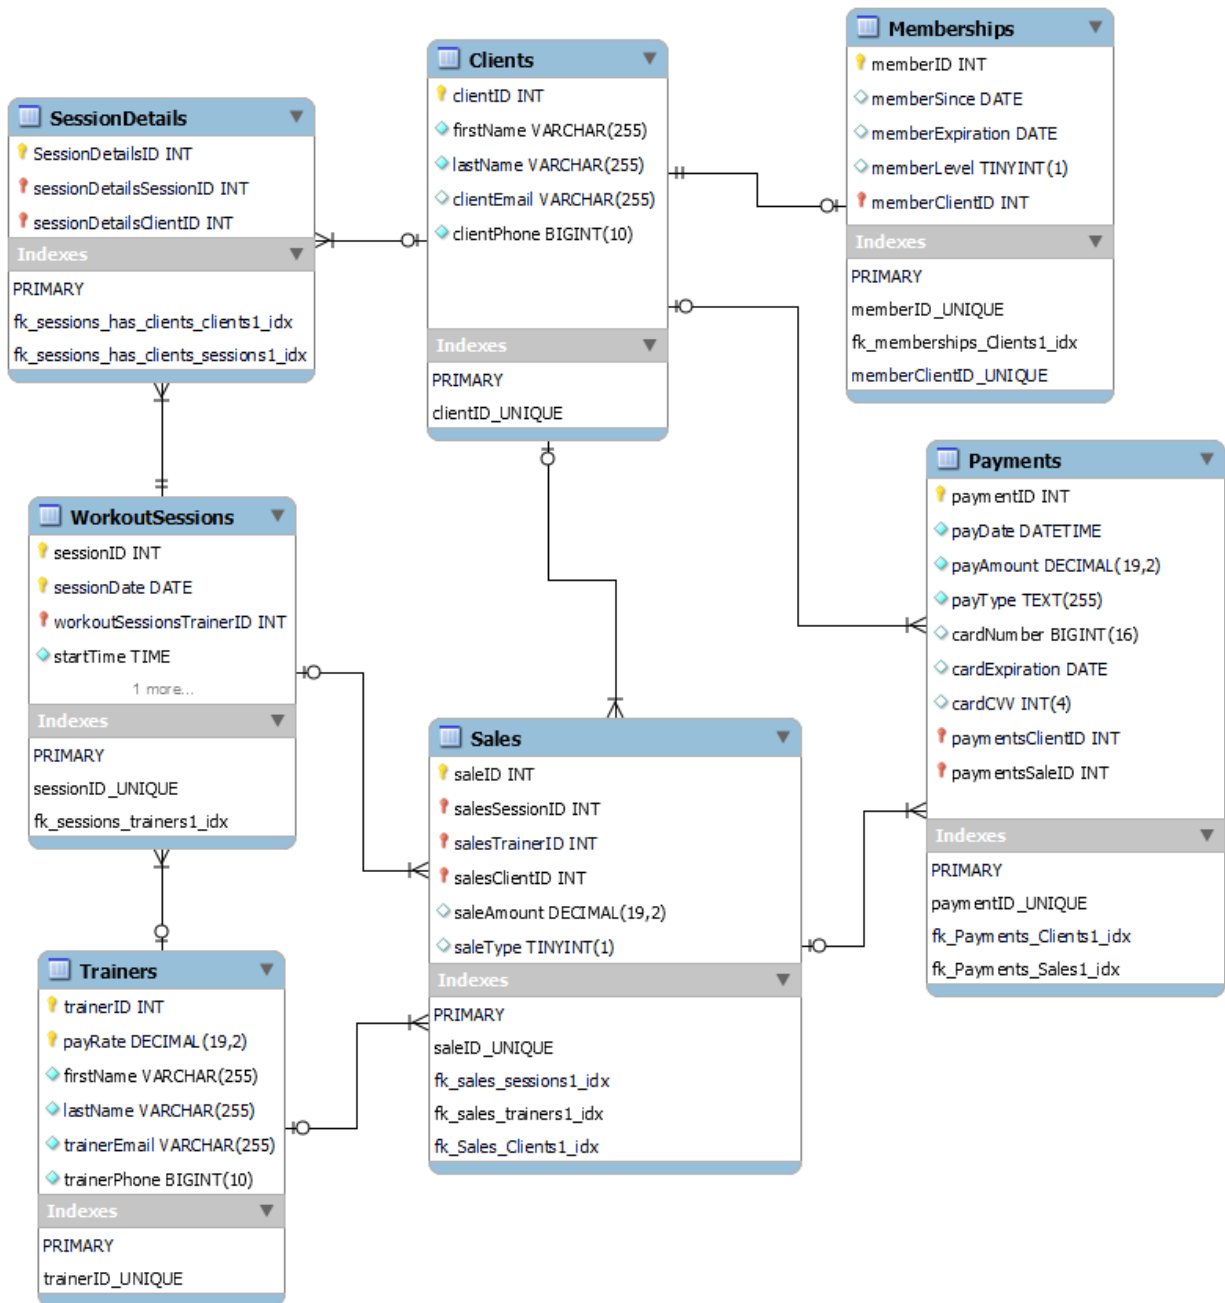 SessionDetails
SessionDetailsID INT
sessionDetailsSessionID INT
sessionDetailsClientID INT
Indexes
PRIMARY
fk_sessions_has_clients_clients1_idx
fk_sessions_has_clients_sessions1_idx
Clients
clientID INT
firstName VARCHAR(255)
lastName VARCHAR(255)
clientEmail VARCHAR(255)
clientPhone BIGINT(10)
Indexes
PRIMARY
clientID_UNIQUE
Memberships
memberID INT
memberSince DATE
memberExpiration DATE
memberLevel TINYINT(1)
memberClientID INT
Indexes
PRIMARY
memberID_UNIQUE
fk_memberships_Clients1_idx
memberClientID_UNIQUE
WorkoutSessions
sessionID INT
sessionDate DATE
workoutSessionsTrainerID INT
startTime TIME
1 more...
Indexes
PRIMARY
sessionID_UNIQUE
fk_sessions_trainers1_idx
Payments
paymentID INT
payDate DATETIME
payAmount DECIMAL(19,2)
payType TEXT(255)
cardNumber BIGINT(16)
cardExpiration DATE
cardCVV INT(4)
paymentsClientID INT
paymentsSaleID INT
Indexes
PRIMARY
paymentID_UNIQUE
fk_Payments_Clients1_idx
fk_Payments_Sales1_idx
Sales
saleID INT
salesSessionID INT
salesTrainerID INT
salesClientID INT
saleAmount DECIMAL(19,2)
saleType TINYINT(1)
Indexes
PRIMARY
saleID_UNIQUE
fk_sales_sessions1_idx
fk_sales_trainers1_idx
fk_Sales_Clients1_idx
Trainers
trainerID INT
payRate DECIMAL(19,2)
firstName VARCHAR(255)
lastName VARCHAR(255)
trainerEmail VARCHAR(255)
trainerPhone BIGINT(10)
Indexes
PRIMARY
trainerID_UNIQUE